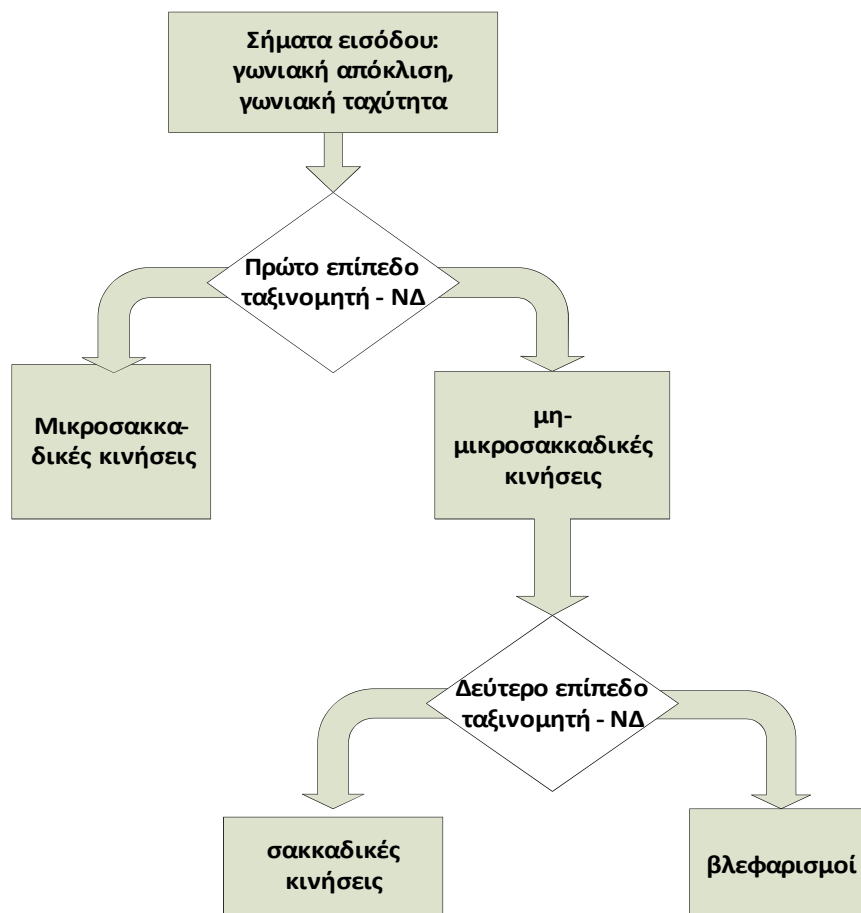 Σήματα εισόδου:
γωνιακή απόκλιση,
γωνιακή ταχύτητα
Πρώτο επίπεδο
ταξινομητή - ΝΔ
Μικροσακκα-
δικές κινήσεις
μη-
μικροσακκαδικές
κινήσεις
Δεύτερο επίπεδο
ταξινομητή - ΝΔ
σακκαδικές
κινήσεις
βλεφαρισμοί